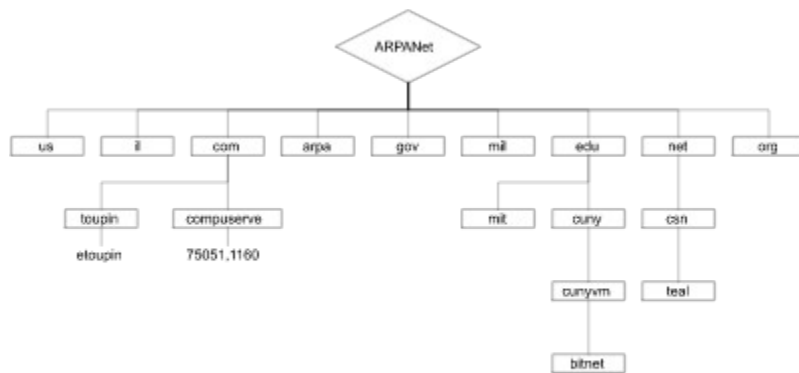 ARPANet
us il com arpa gov mil edu net org
toupin compuserve mit cuny csn
etoupin 75051,1160
cunyvm teal
bitnet